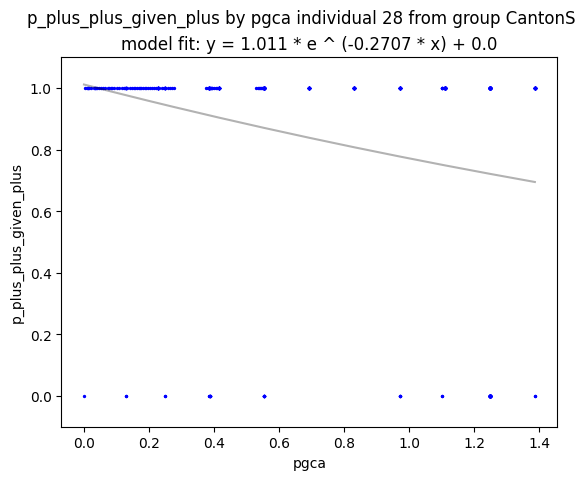 p_plus_plus_given_plus by pgca individual 28 from group CantonS
model fit: y = 1.011 * e ^ (-0.2707 * x) + 0.0
p_plus_plus_given_plus
1.0
0.8
0.6
0.4
0.2
0.0
0.0 0.2 0.4 0.6 0.8 1.0 1.2 1.4
pgca